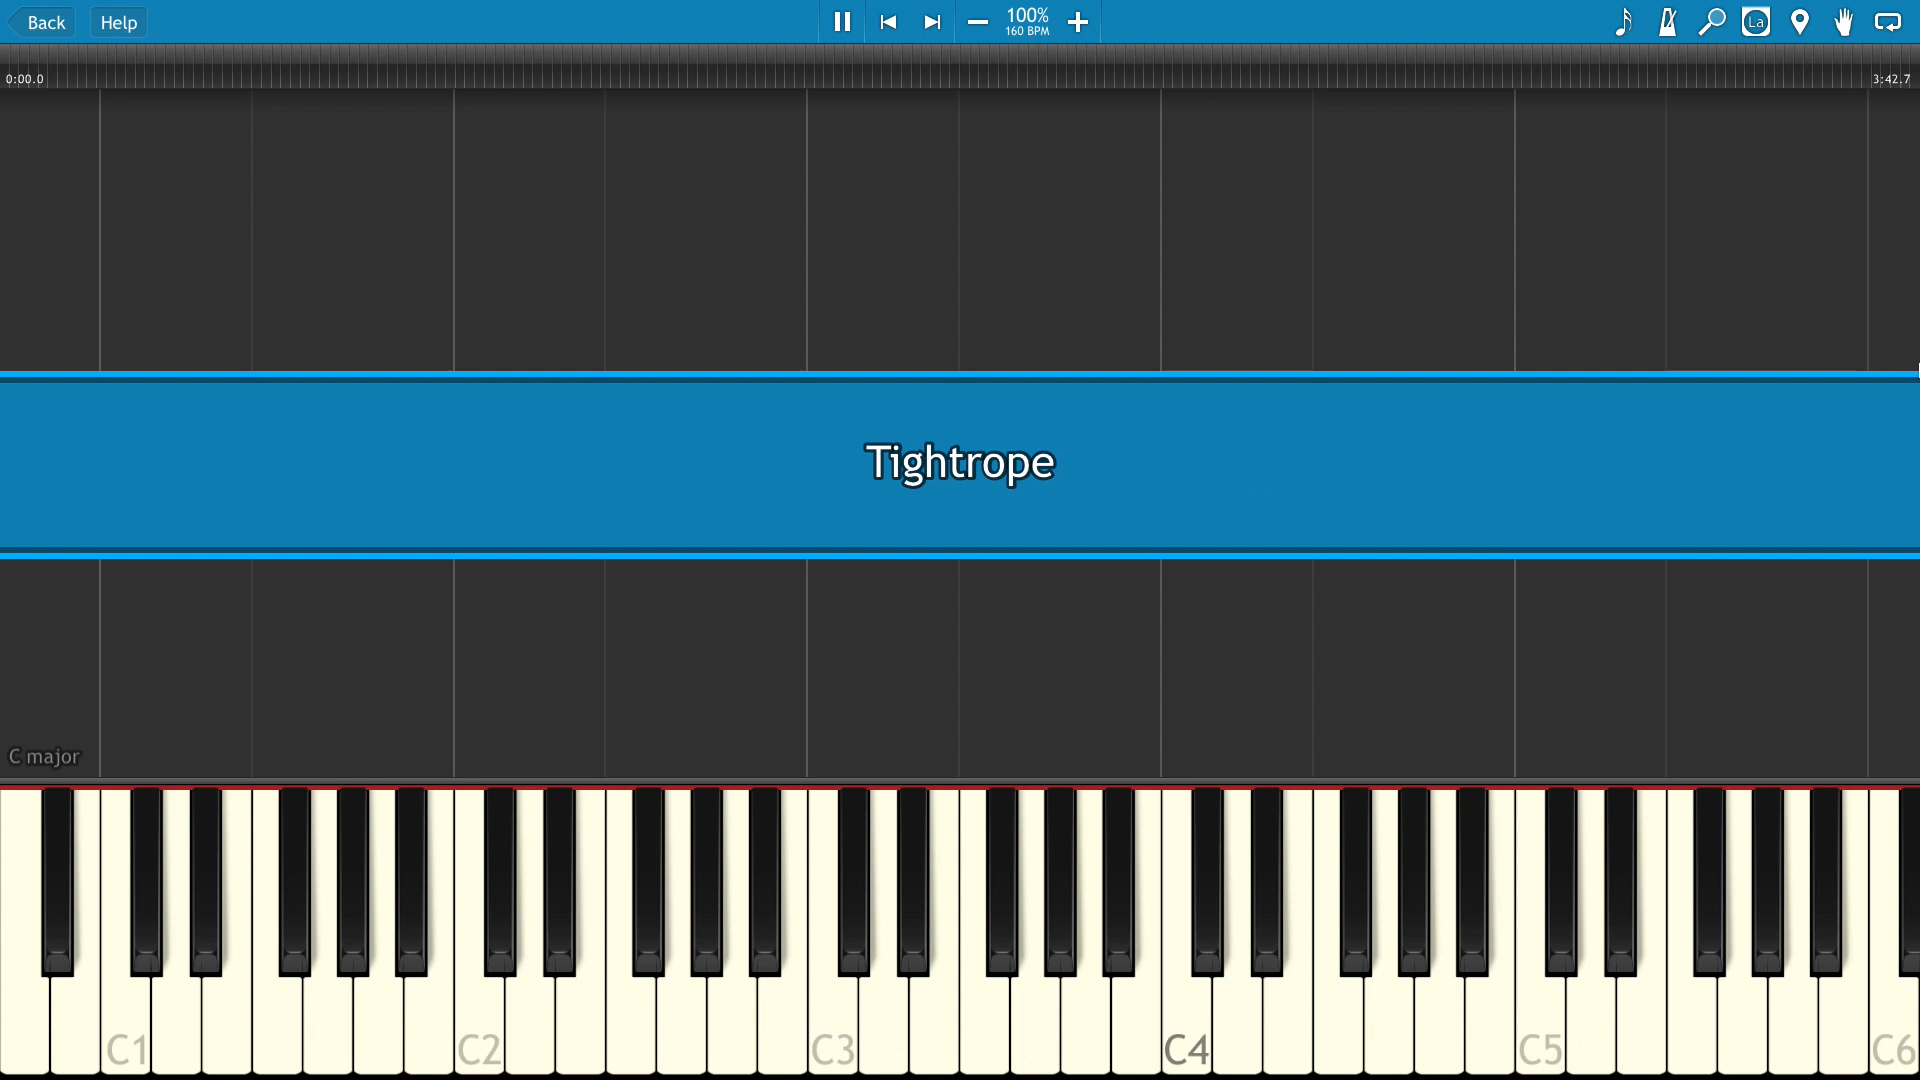 Back
Help
100%
160 BPM
La
0:00.0
3:42.7
Tightrope
C major
C1
C2
C3
C4
C5
C6